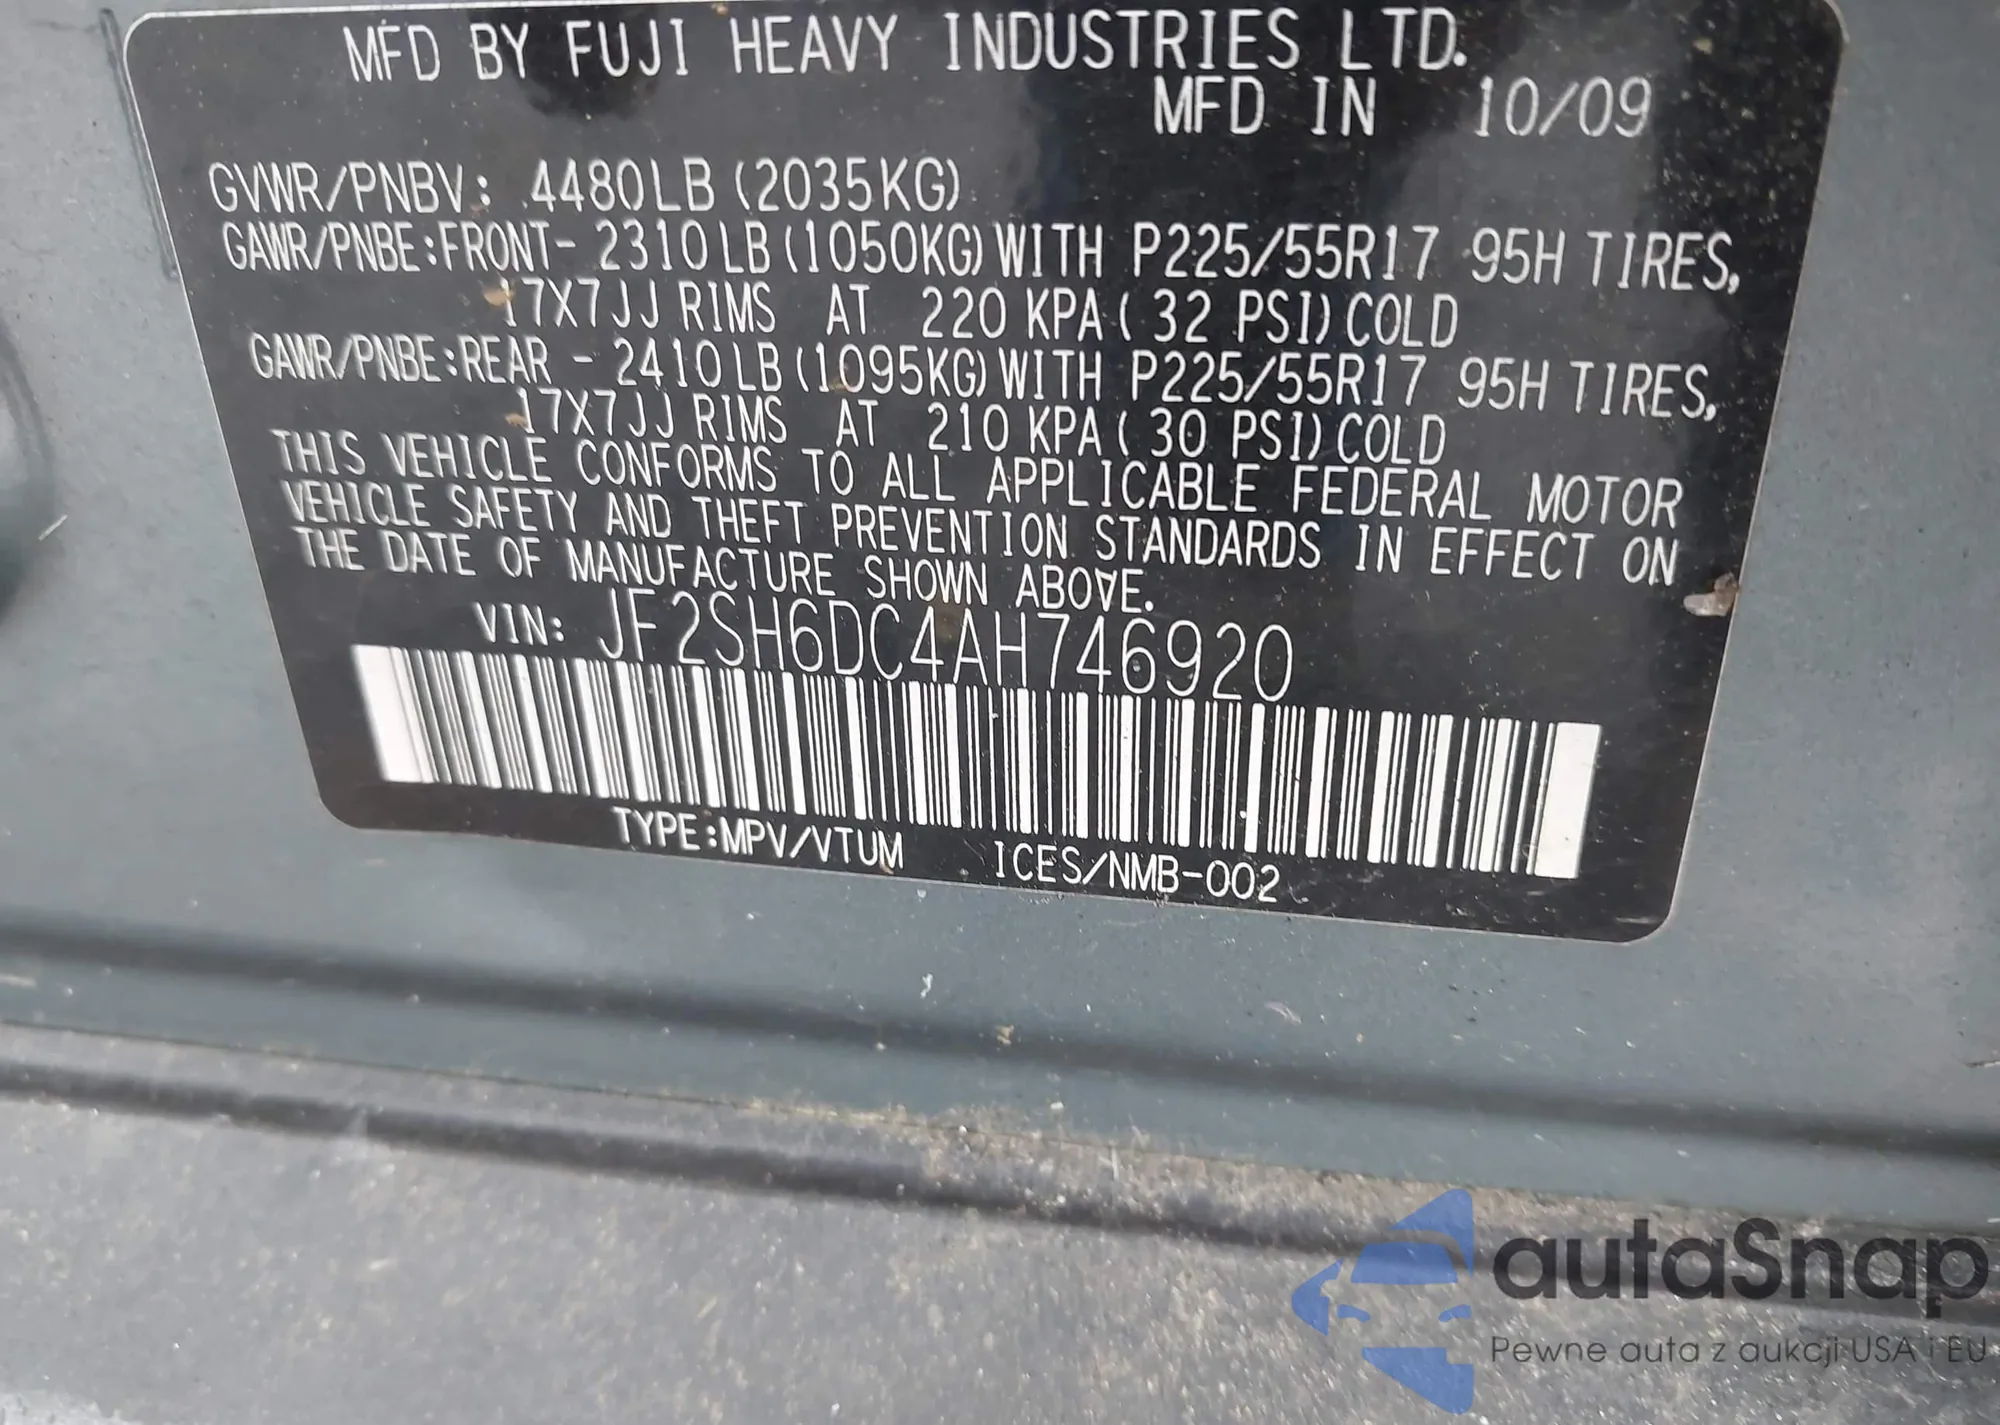 MFD BY FUJI HEAVY INDUSTRIES LTD.
MFD IN 10/09
GVWR/PNBV: 4480LB (2035KG)
GAWR/PNBE:FRONT- 2310LB (1050KG) WITH P225/55R17 95H TIRES,
17X7JJ RIMS AT 220 KPA ( 32 PSI) COLD
GAWR/PNBE:REAR - 2410LB (1095KG) WITH P225/55R17 95H TIRES,
17X7JJ RIMS AT 210 KPA ( 30 PSI) COLD
THIS VEHICLE CONFORMS TO ALL APPLICABLE FEDERAL MOTOR
VEHICLE SAFETY AND THEFT PREVENTION STANDARDS IN EFFECT ON
THE DATE OF MANUFACTURE SHOWN ABOVE.
VIN: JF2SH6DC4AH746920
TYPE:MPV/VTUM ICES/NMB-002
autaSnap
Pewne auta z aukcji USA i EU